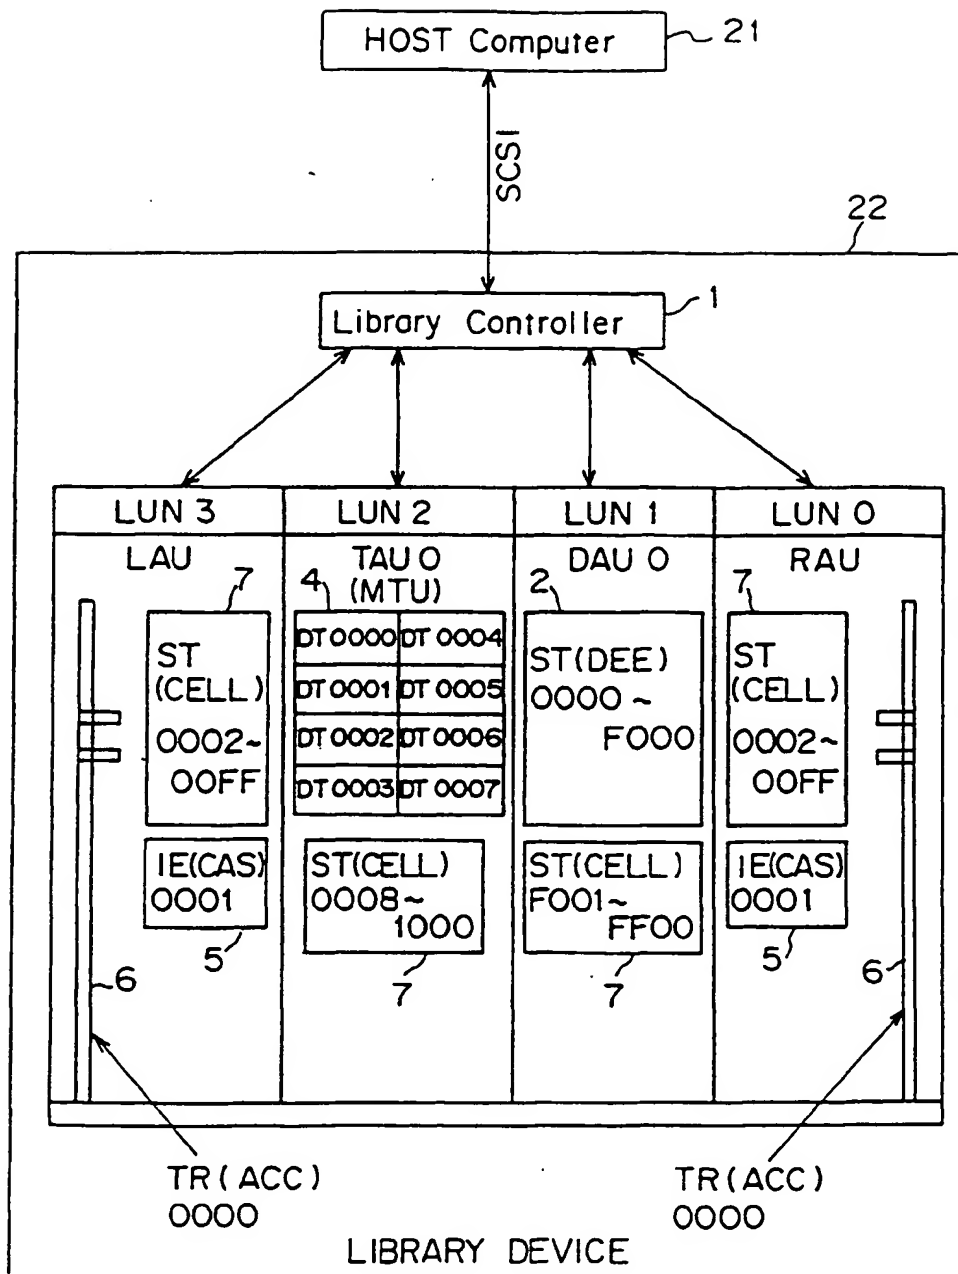 HOST Computer
21
SCSI
22
Library Controller
1
LUN 3
LUN 2
LUN 1
LUN 0
LAU
TAU 0
(MTU)
DAU 0
RAU
7
4
2
7
ST
(CELL)
0002~
00FF
DT 0000 DT 0004
DT 0001 DT 0005
DT 0002 DT 0006
DT 0003 DT 0007
ST(DEE)
0000~
F000
ST
(CELL)
0002~
00FF
IE(CAS)
0001
5
ST(CELL)
0008~
1000
7
ST(CELL)
F001~
FF00
7
IE(CAS)
0001
5
6
6
TR(ACC)
0000
TR(ACC)
0000
LIBRARY DEVICE